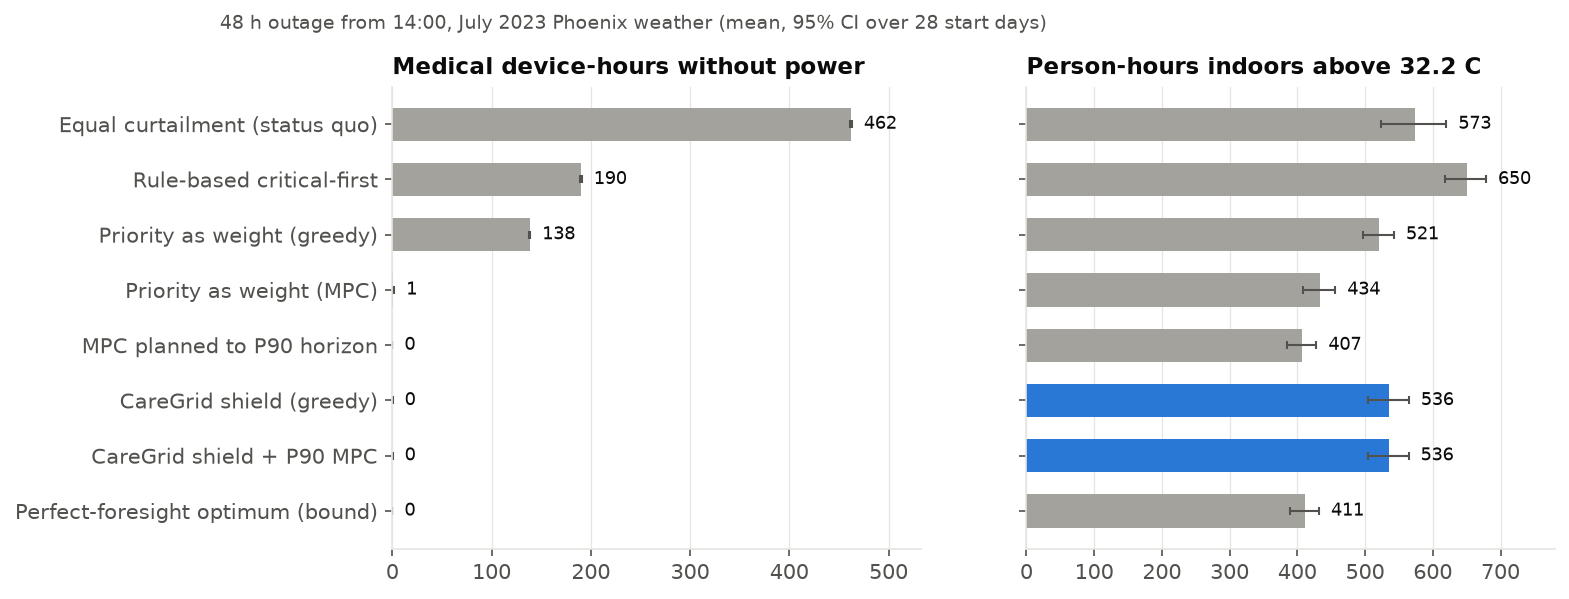 48 h outage from 14:00, July 2023 Phoenix weather (mean, 95% CI over 28 start days)
Medical device-hours without power
Person-hours indoors above 32.2 C
Equal curtailment (status quo) 462 573
Rule-based critical-first 190 650
Priority as weight (greedy) 138 521
Priority as weight (MPC) 1 434
MPC planned to P90 horizon 0 407
CareGrid shield (greedy) 0 536
CareGrid shield + P90 MPC 0 536
Perfect-foresight optimum (bound) 0 411
0 100 200 300 400 500
0 100 200 300 400 500 600 700